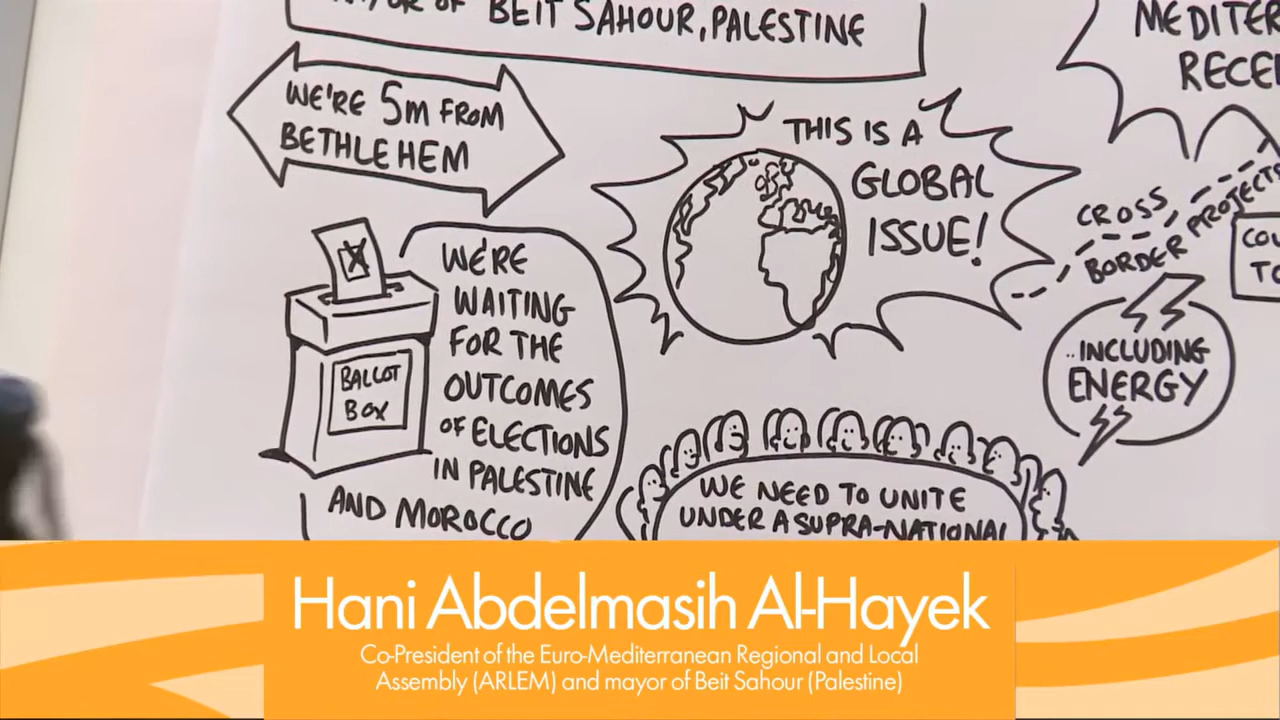 MAYOR OF BEIT SAHOUR, PALESTINE
WE'RE 5m FROM
BETHLEHEM
THIS IS A
GLOBAL
ISSUE!
CROSS
BORDER PROJECTS
..INCLUDING
ENERGY
BALLOT
BOX
WE'RE
WAITING
FOR THE
OUTCOMES
OF ELECTIONS
IN PALESTINE
AND MOROCCO
WE NEED TO UNITE
UNDER A SUPRA-NATIONAL
Hani Abdelmasih Al-Hayek
Co-President of the Euro-Mediterranean Regional and Local
Assembly (ARLEM) and mayor of Beit Sahour (Palestine)